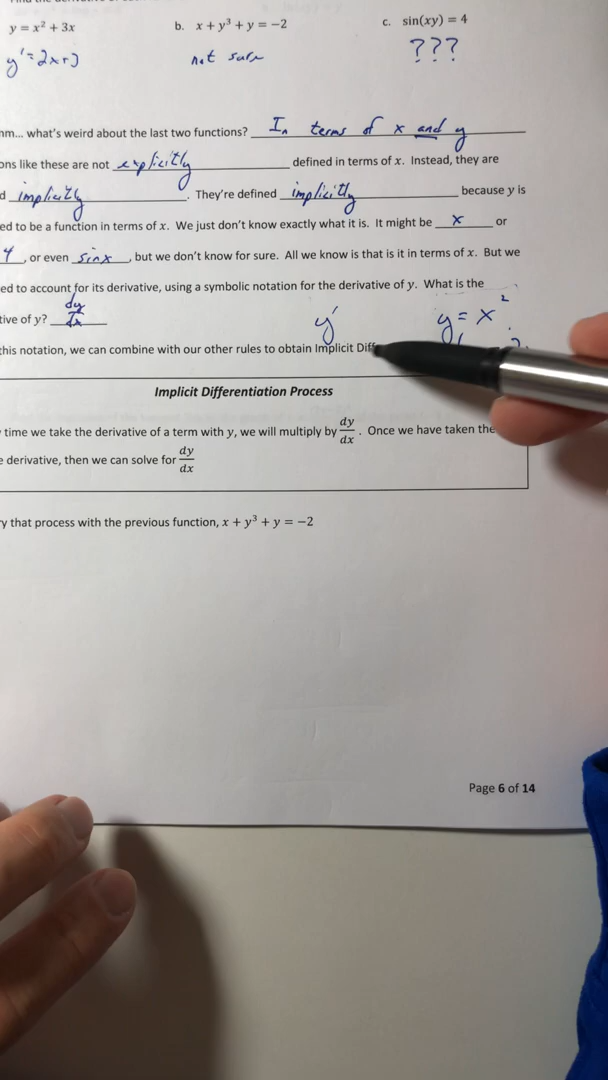 y = x² + 3x b. x + y³ + y = −2 c. sin(xy) = 4
y' = 2x+3 not sure ???
what's weird about the last two functions? In terms of x and y
ons like these are not explicitly defined in terms of x. Instead, they are
d implicitly. They're defined implicitly because y is
ed to be a function in terms of x. We just don't know exactly what it is. It might be x or
4, or even sinx, but we don't know for sure. All we know is that is it in terms of x. But we
ed to account for its derivative, using a symbolic notation for the derivative of y. What is the
tive of y? dy/dx y' y = x²
this notation, we can combine with our other rules to obtain Implicit Diff
Implicit Differentiation Process
time we take the derivative of a term with y, we will multiply by dy/dx. Once we have taken the
e derivative, then we can solve for dy/dx
y that process with the previous function, x + y³ + y = −2
Page 6 of 14